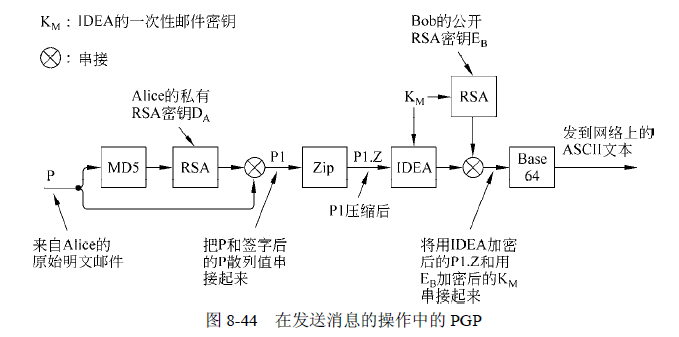 K_M：IDEA的一次性邮件密钥
⊗：串接
Bob的公开
RSA密钥E_B
Alice的私有
RSA密钥D_A
K_M
RSA
发到网络上的
ASCII文本
P
MD5
RSA
P1
Zip
P1.Z
IDEA
Base
64
P1压缩后
来自Alice的
原始明文邮件
把P和签字后
的P散列值串
接起来
将用IDEA加密
后的P1.Z和用
E_B加密后的K_M
串接起来
图 8-44 在发送消息的操作中的 PGP